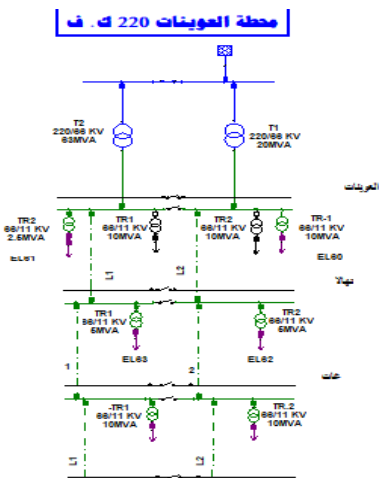 محطة العوينات 220 ك. ف
T2
220/66 KV
63MVA
T1
220/66 KV
20MVA
العوينات
TR2
66/11 KV
2.5MVA
TR1
66/11 KV
10MVA
TR2
66/11 KV
10MVA
TR-1
66/11 KV
10MVA
EL61
L1
L2
EL60
تهالا
TR1
66/11 KV
5MVA
TR2
66/11 KV
5MVA
EL63
EL62
1
2
غات
-TR1
66/11 KV
10MVA
TR.2
66/11 KV
10MVA
L1
L2